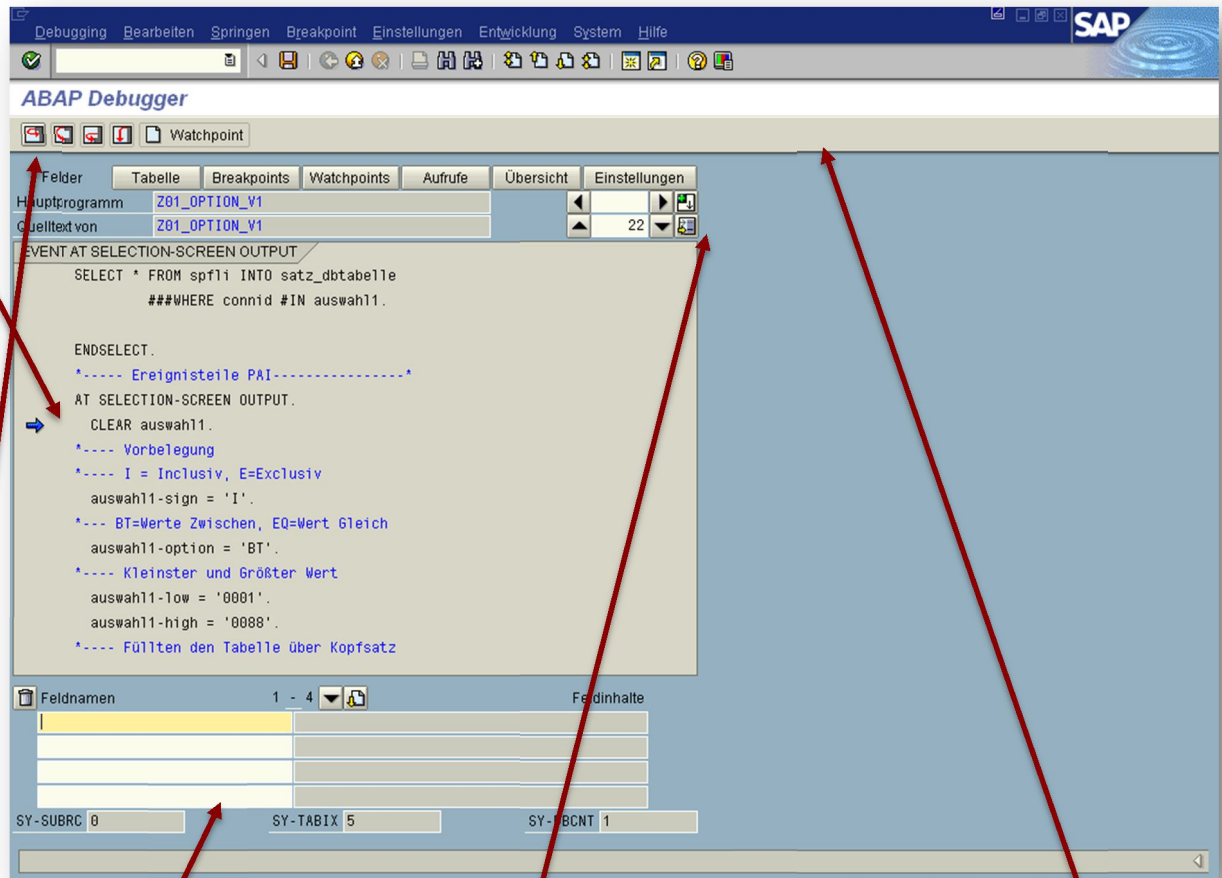 Debugging Bearbeiten Springen Breakpoint Einstellungen Entwicklung System Hilfe
SAP
ABAP Debugger
Watchpoint
Felder Tabelle Breakpoints Watchpoints Aufrufe Übersicht Einstellungen
Hauptprogramm Z01_OPTION_V1
Quelltext von Z01_OPTION_V1 22
EVENT AT SELECTION-SCREEN OUTPUT
SELECT * FROM spfli INTO satz_dbtabelle
###WHERE connid #IN auswahl1.
ENDSELECT.
*----- Ereignisteile PAI----------------*
AT SELECTION-SCREEN OUTPUT.
CLEAR auswahl1.
*---- Vorbelegung
*---- I = Inclusiv, E=Exclusiv
auswahl1-sign = 'I'.
*--- BT=Werte Zwischen, EQ=Wert Gleich
auswahl1-option = 'BT'.
*---- Kleinster und Größter Wert
auswahl1-low = '0001'.
auswahl1-high = '0088'.
*---- Füllten den Tabelle über Kopfsatz
Feldnamen 1 - 4 Feldinhalte
SY-SUBRC 0 SY-TABIX 5 SY-DBCNT 1